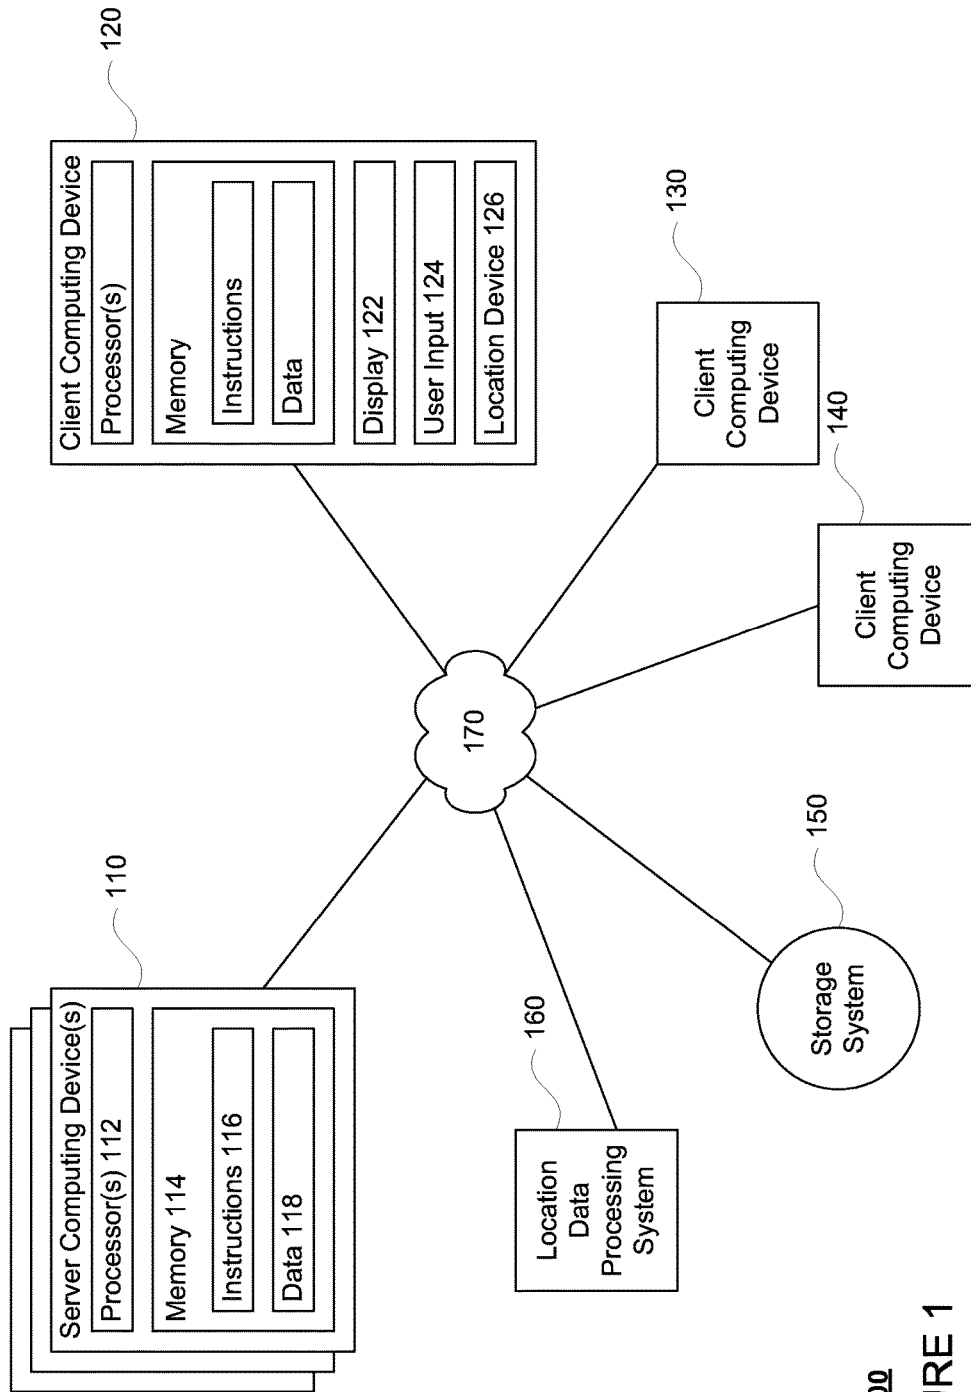 Server Computing Device(s)
Processor(s) 112
Memory 114
Instructions 116
Data 118
110
Client Computing Device
Processor(s)
Memory
Instructions
Data
Display 122
User Input 124
Location Device 126
120
170
Location
Data
Processing
System
160
Storage
System
150
Client
Computing
Device
140
Client
Computing
Device
130